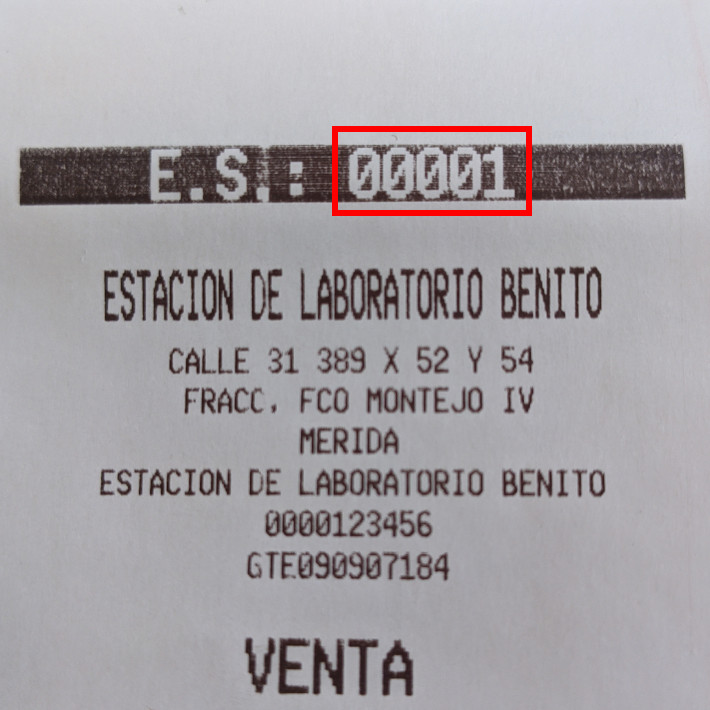 E.S.: 00001
ESTACION DE LABORATORIO BENITO
CALLE 31 389 X 52 Y 54
FRACC. FCO MONTEJO IV
MERIDA
ESTACION DE LABORATORIO BENITO
0000123456
GTE090907184
VENTA